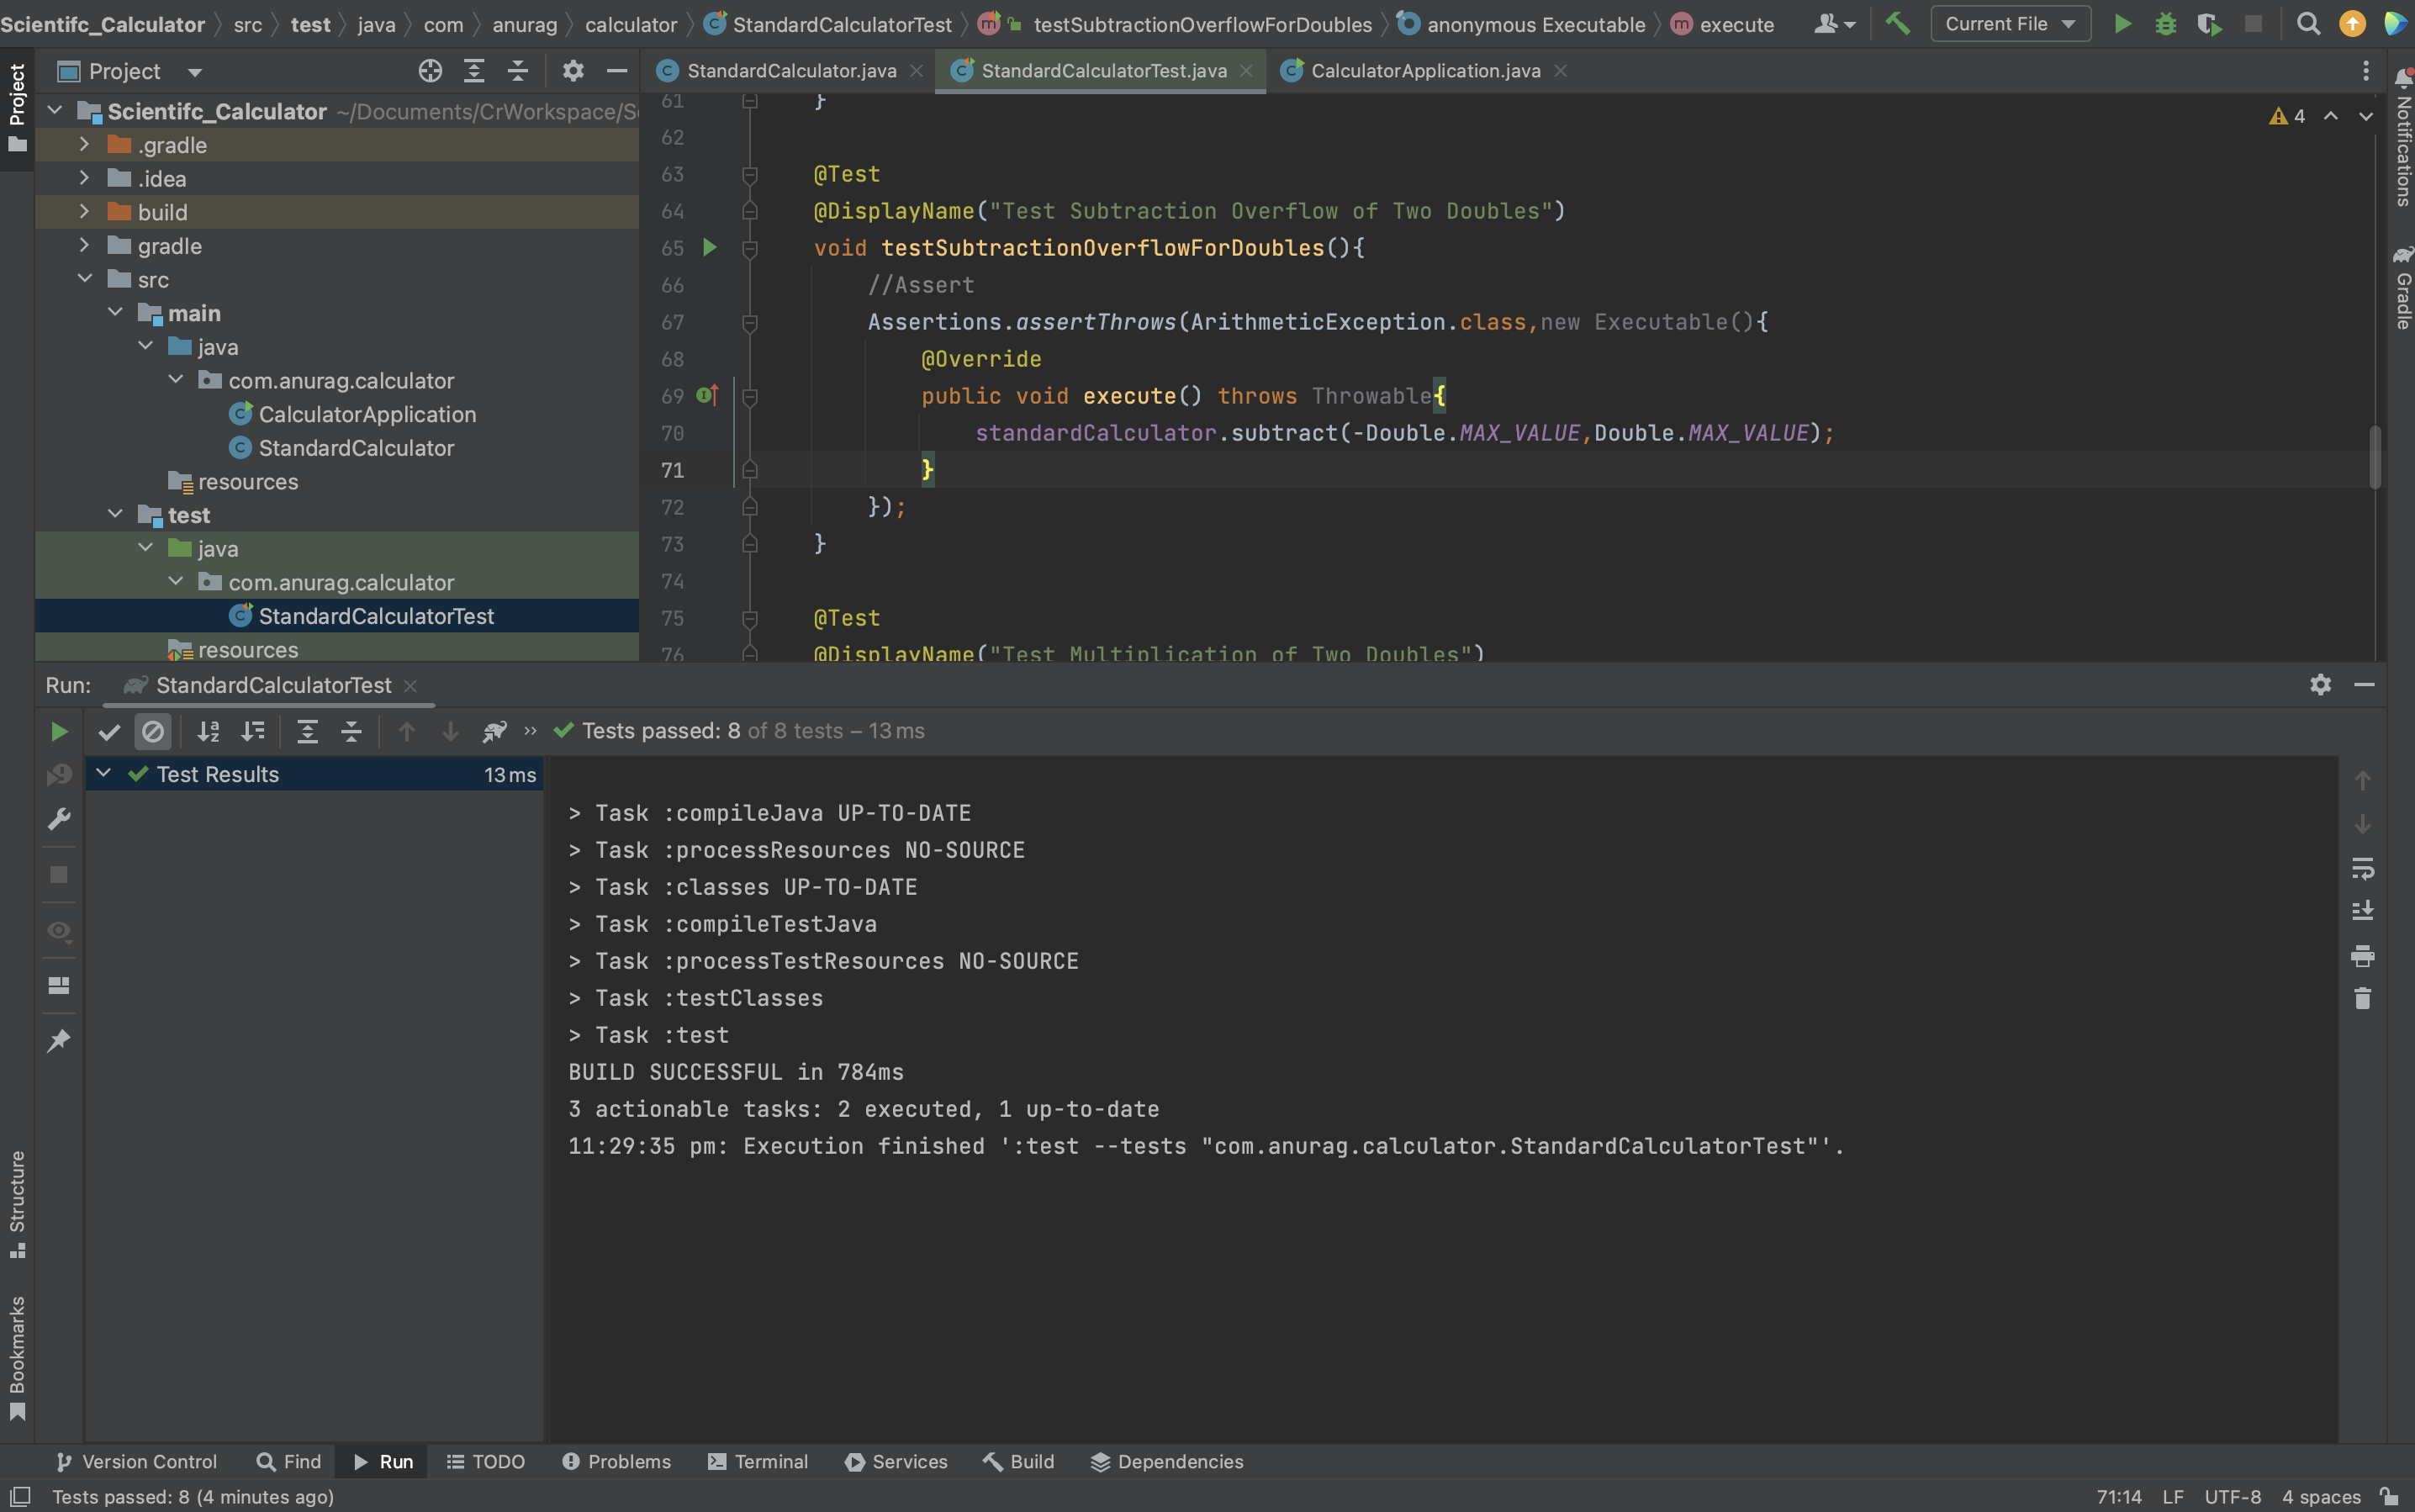 Scientifc_Calculator src test java com anurag calculator StandardCalculatorTest testSubtractionOverflowForDoubles anonymous Executable execute Current File
Project
Project
StandardCalculator.java StandardCalculatorTest.java CalculatorApplication.java
Notifications
Gradle
Scientifc_Calculator ~/Documents/CrWorkspace/S
.gradle
.idea
build
gradle
src
main
java
com.anurag.calculator
CalculatorApplication
StandardCalculator
resources
test
java
com.anurag.calculator
StandardCalculatorTest
resources
4
61 }
62
63 @Test
64 @DisplayName("Test Subtraction Overflow of Two Doubles")
65 void testSubtractionOverflowForDoubles(){
66 //Assert
67 Assertions.assertThrows(ArithmeticException.class,new Executable(){
68 @Override
69 public void execute() throws Throwable{
70 standardCalculator.subtract(-Double.MAX_VALUE,Double.MAX_VALUE);
71 }
72 });
73 }
74
75 @Test
76 @DisplayName("Test Multiplication of Two Doubles")
Run: StandardCalculatorTest
Tests passed: 8 of 8 tests – 13 ms
Test Results 13 ms
> Task :compileJava UP-TO-DATE
> Task :processResources NO-SOURCE
> Task :classes UP-TO-DATE
> Task :compileTestJava
> Task :processTestResources NO-SOURCE
> Task :testClasses
> Task :test
BUILD SUCCESSFUL in 784ms
3 actionable tasks: 2 executed, 1 up-to-date
11:29:35 pm: Execution finished ':test --tests "com.anurag.calculator.StandardCalculatorTest"'.
Structure
Bookmarks
Version Control Find Run TODO Problems Terminal Services Build Dependencies
Tests passed: 8 (4 minutes ago) 71:14 LF UTF-8 4 spaces